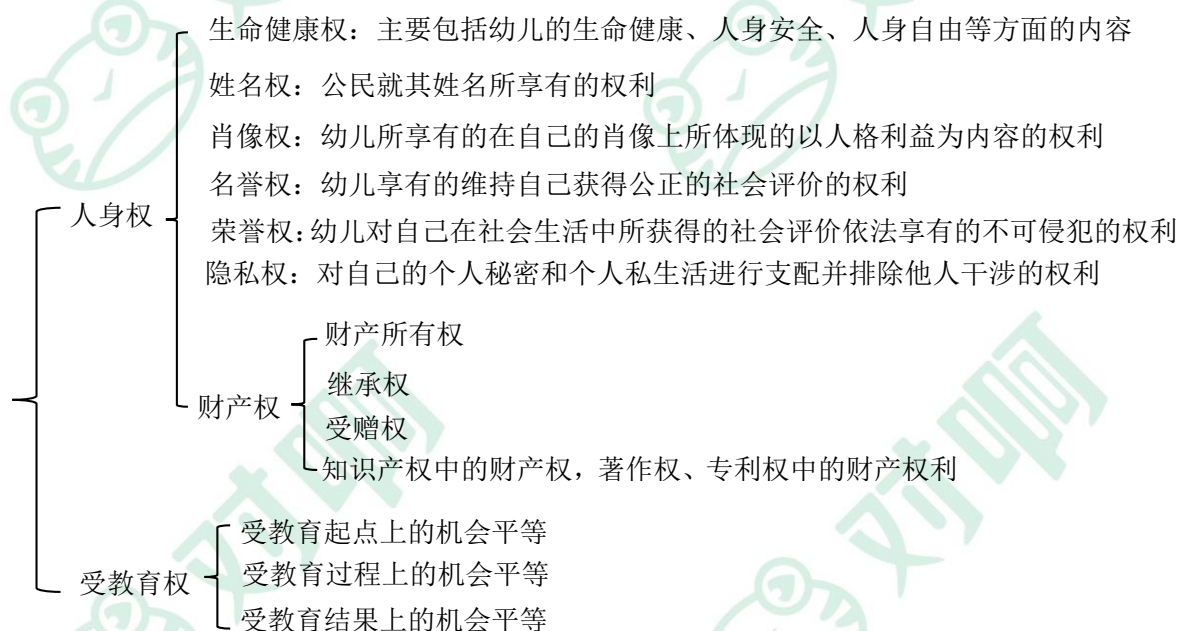 生命健康权：主要包括幼儿的生命健康、人身安全、人身自由等方面的内容
姓名权：公民就其姓名所享有的权利
肖像权：幼儿所享有的在自己的肖像上所体现的以人格利益为内容的权利
名誉权：幼儿享有的维持自己获得公正的社会评价的权利
人身权
荣誉权：幼儿对自己在社会生活中所获得的社会评价依法享有的不可侵犯的权利
隐私权：对自己的个人秘密和个人私生活进行支配并排除他人干涉的权利
财产所有权
继承权
财产权
受赠权
知识产权中的财产权，著作权、专利权中的财产权利
受教育起点上的机会平等
受教育权
受教育过程上的机会平等
受教育结果上的机会平等
对啊
对啊